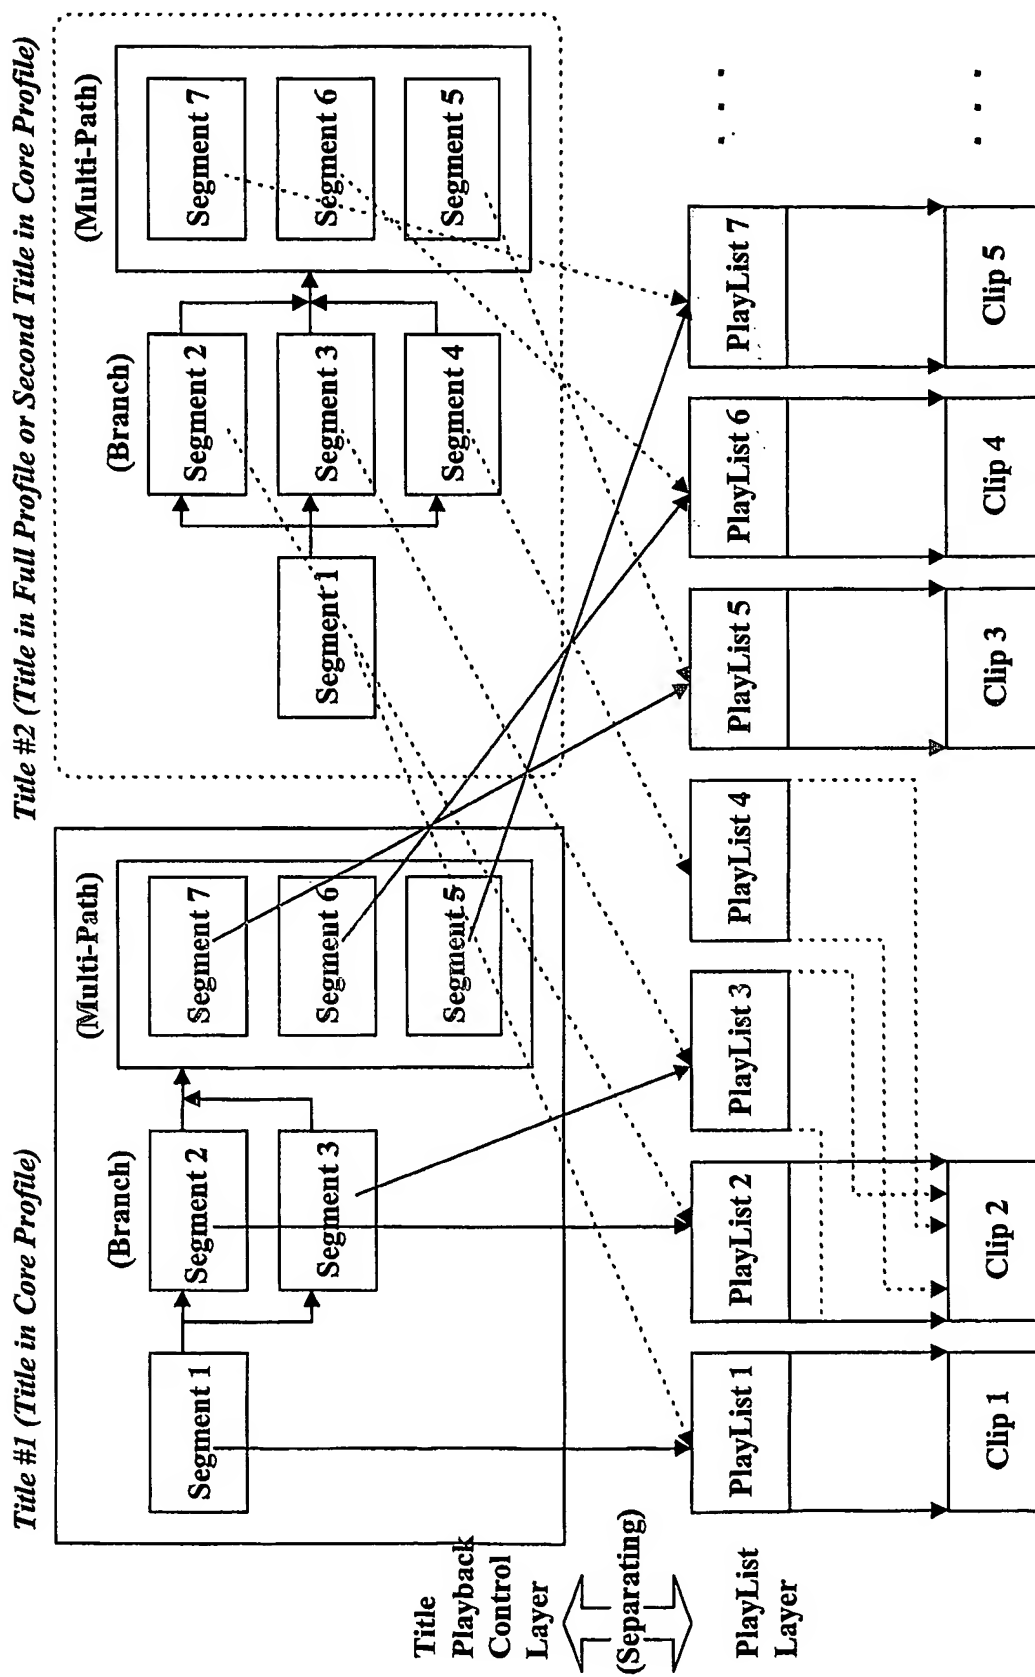 Title #1 (Title in Core Profile)
Title #2 (Title in Full Profile or Second Title in Core Profile)
(Branch)
(Multi-Path)
Segment 1
Segment 2
Segment 3
Segment 7
Segment 6
Segment 5
(Branch)
(Multi-Path)
Segment 1
Segment 2
Segment 3
Segment 4
Segment 7
Segment 6
Segment 5
Title
Playback
Control
Layer
(Separating)
PlayList
Layer
PlayList 1
PlayList 2
PlayList 3
PlayList 4
PlayList 5
PlayList 6
PlayList 7
. . .
Clip 1
Clip 2
Clip 3
Clip 4
Clip 5
. . .